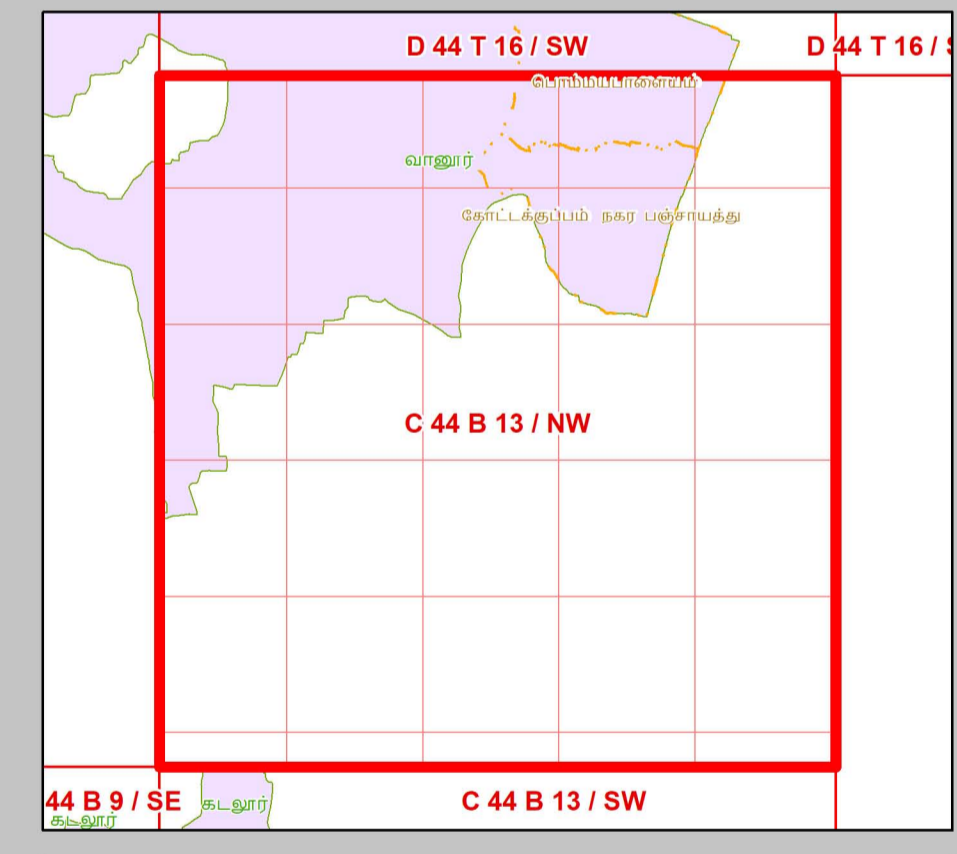 D 44 T 16 / SW
D 44 T 16 /
பொம்மயபாளையம்
வானூர்
கோட்டக்குப்பம் நகர பஞ்சாயத்து
C 44 B 13 / NW
44 B 9 / SE
கடலூர்
கடலூர்
C 44 B 13 / SW